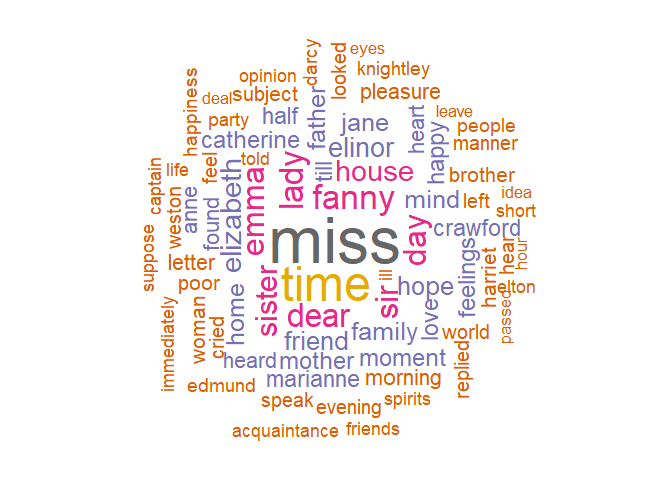 eyes
darcy
looked
knightley
opinion
happiness
deal
subject
pleasure
party
half
father
jane
heart
leave
people
manner
catherine
happy
elinor
told
till
house
brother
life
feel
captain
lady
emma
fanny
mind
left
idea
short
anne
weston
found
elizabeth
miss
day
crawford
hear
hour
suppose
letter
poor
time
ill
sir
hope
feelings
harriet
elton
sister
dear
home
love
passed
world
woman
cried
friend
family
immediately
heard
mother
moment
replied
edmund
marianne
morning
speak
evening
spirits
acquaintance
friends